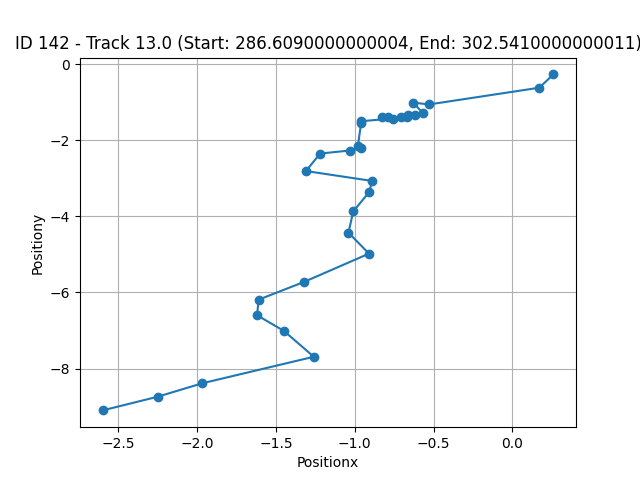 ID 142 - Track 13.0 (Start: 286.6090000000004, End: 302.5410000000011)
0
−2
−4
−6
−8
Positiony
−2.5 −2.0 −1.5 −1.0 −0.5 0.0
Positionx